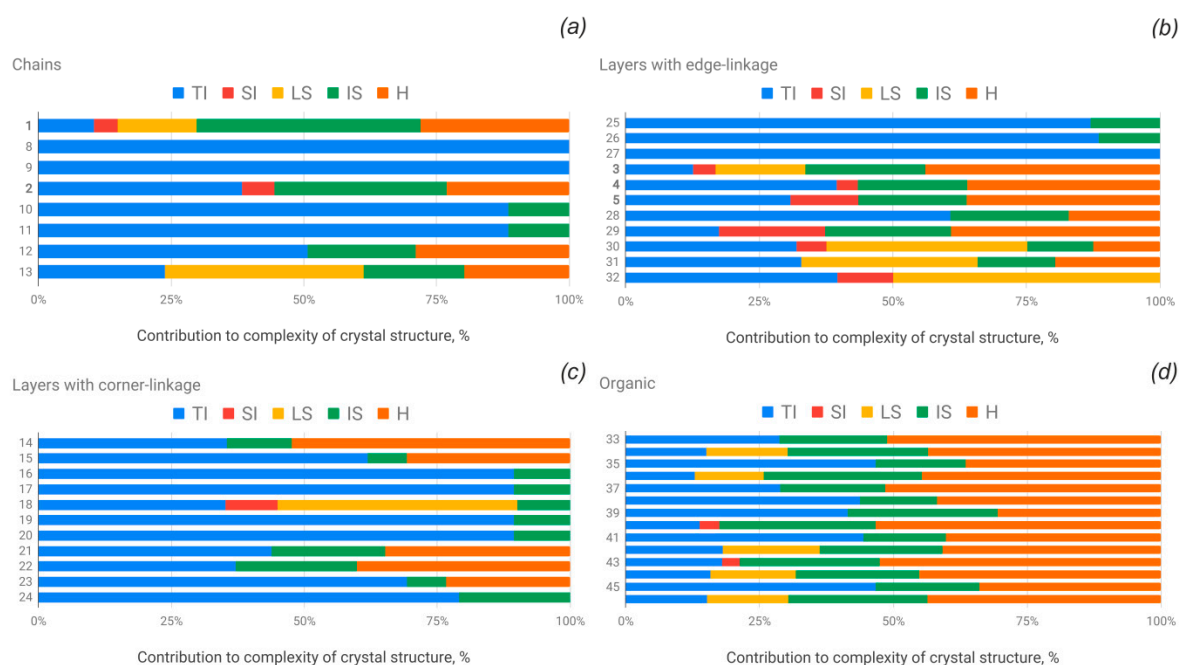 (a)
Chains
TI SI LS IS H
1
8
9
2
10
11
12
13
0% 25% 50% 75% 100%
Contribution to complexity of crystal structure, %
(b)
Layers with edge-linkage
TI SI LS IS H
25
26
27
3
4
5
28
29
30
31
32
0% 25% 50% 75% 100%
Contribution to complexity of crystal structure, %
(c)
Layers with corner-linkage
TI SI LS IS H
14
15
16
17
18
19
20
21
22
23
24
0% 25% 50% 75% 100%
Contribution to complexity of crystal structure, %
(d)
Organic
TI SI LS IS H
33
35
37
39
41
43
45
0% 25% 50% 75% 100%
Contribution to complexity of crystal structure, %